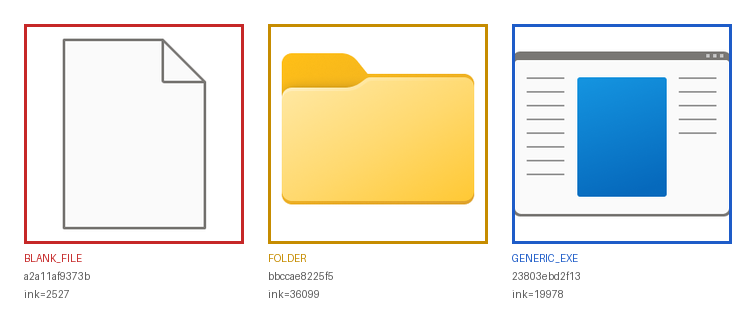 BLANK_FILE
a2a11af9373b
ink=2527
FOLDER
bbccae8225f5
ink=36099
GENERIC_EXE
23803ebd2f13
ink=19978